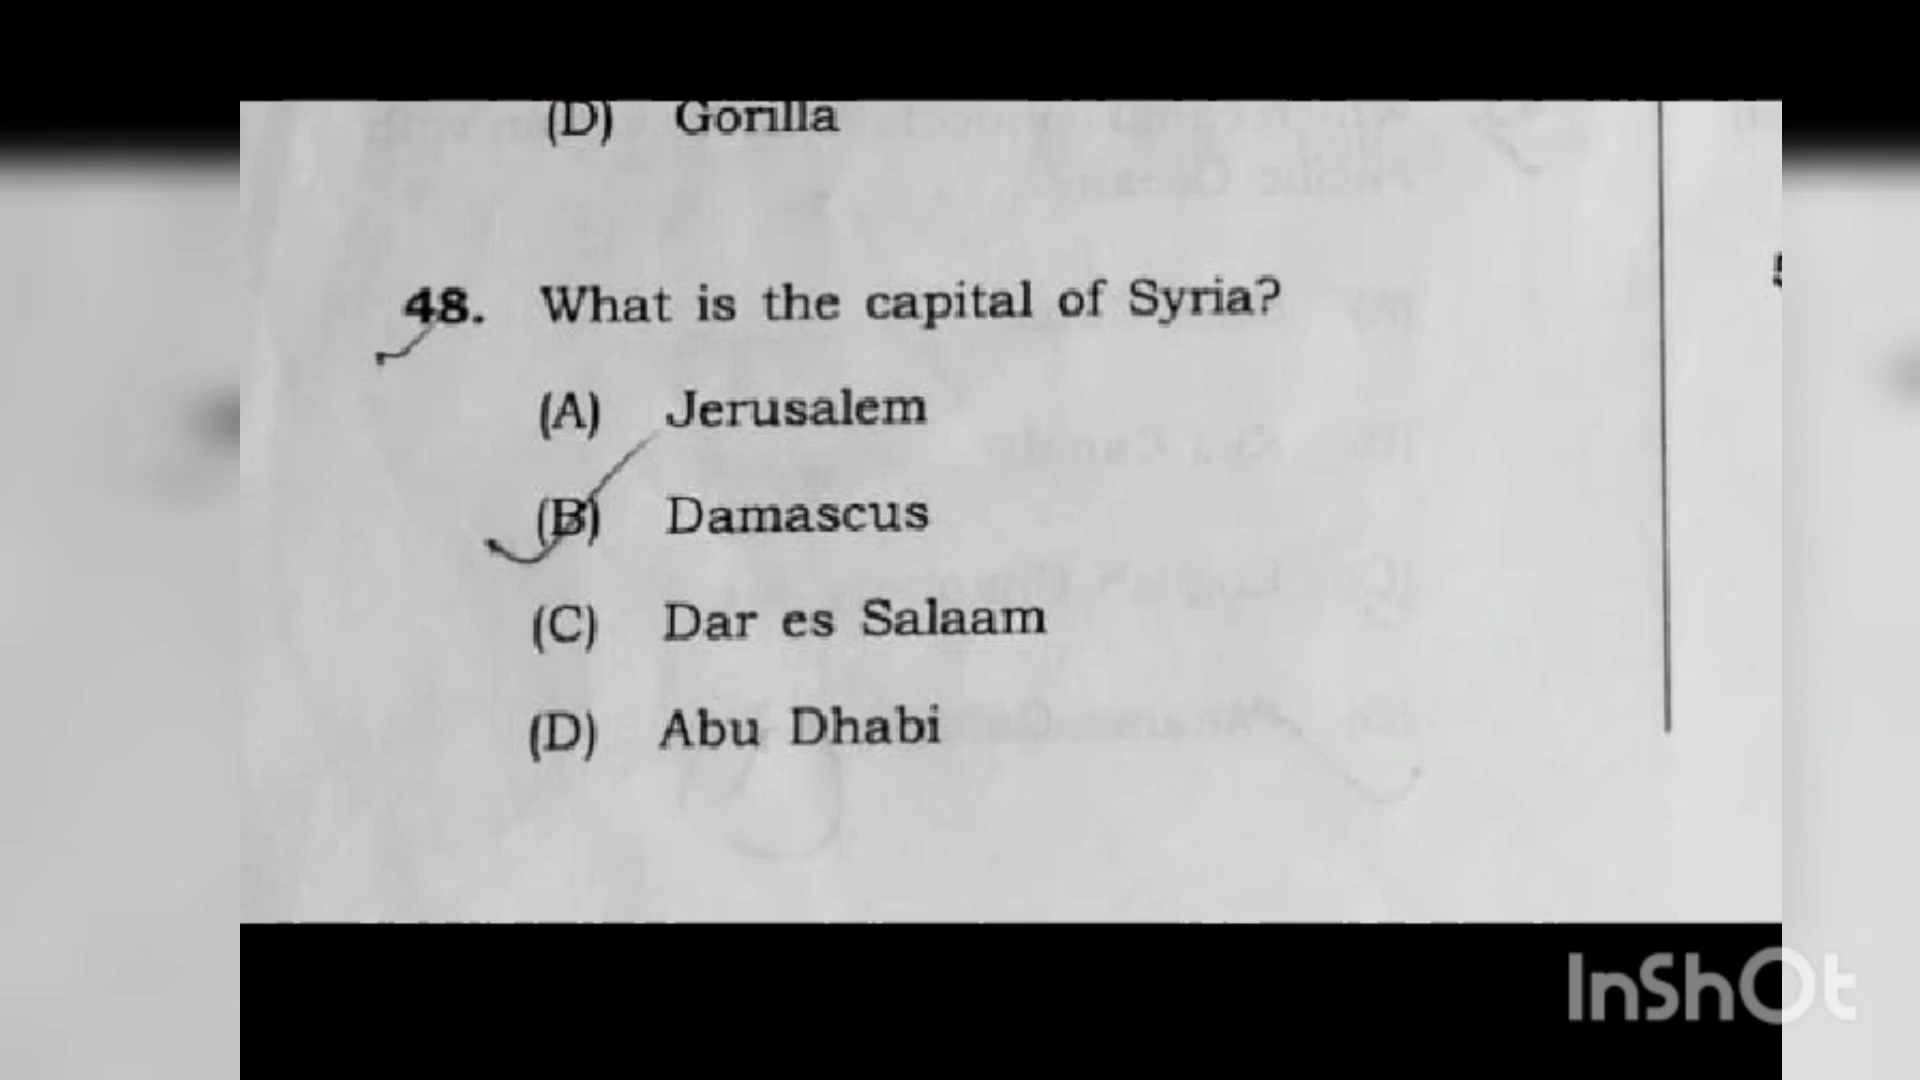 (D) Gorilla
48. What is the capital of Syria?
(A) Jerusalem
(B) Damascus
(C) Dar es Salaam
(D) Abu Dhabi
InShOt